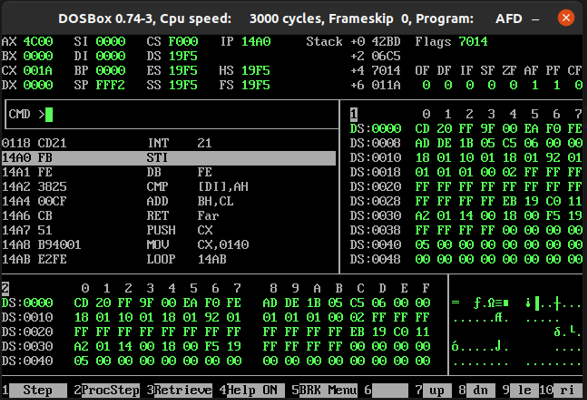 DOSBox 0.74-3, Cpu speed: 3000 cycles, Frameskip 0, Program: AFD
AX 4C00 SI 0000 CS F000 IP 14A0 Stack +0 42BD Flags 7014
BX 0000 DI 0000 DS 19F5 +2 06C5
CX 001A BP 0000 ES 19F5 HS 19F5 +4 7014 OF DF IF SF ZF AF PF CF
DX 0000 SP FFF2 SS 19F5 FS 19F5 +6 011A 0 0 0 0 0 1 1 0
CMD >
0118 CD21 INT 21
14A0 FB STI
14A1 FE DB FE
14A2 3825 CMP [DI],AH
14A4 00CF ADD BH,CL
14A6 CB RET Far
14A7 51 PUSH CX
14A8 B94001 MOV CX,0140
14AB E2FE LOOP 14AB
1 0 1 2 3 4 5 6 7
DS:0000 CD 20 FF 9F 00 EA F0 FE
DS:0008 AD DE 1B 05 C5 06 00 00
DS:0010 18 01 10 01 18 01 92 01
DS:0018 01 01 01 00 02 FF FF FF
DS:0020 FF FF FF FF FF FF FF FF
DS:0028 FF FF FF FF EB 19 C0 11
DS:0030 A2 01 14 00 18 00 F5 19
DS:0038 FF FF FF FF 00 00 00 00
DS:0040 05 00 00 00 00 00 00 00
DS:0048 00 00 00 00 00 00 00 00
2 0 1 2 3 4 5 6 7 8 9 A B C D E F
DS:0000 CD 20 FF 9F 00 EA F0 FE AD DE 1B 05 C5 06 00 00 = ƒ.Ω≡■ ¡▐..┼...
DS:0010 18 01 10 01 18 01 92 01 01 01 01 00 02 FF FF FF
DS:0020 FF FF FF FF FF FF FF FF FF FF FF FF EB 19 C0 11 δ.└.
DS:0030 A2 01 14 00 18 00 F5 19 FF FF FF FF 00 00 00 00
DS:0040 05 00 00 00 00 00 00 00 00 00 00 00 00 00 00 00
1 Step 2 ProcStep 3 Retrieve 4 Help ON 5 BRK Menu 6 7 up 8 dn 9 le 10 ri